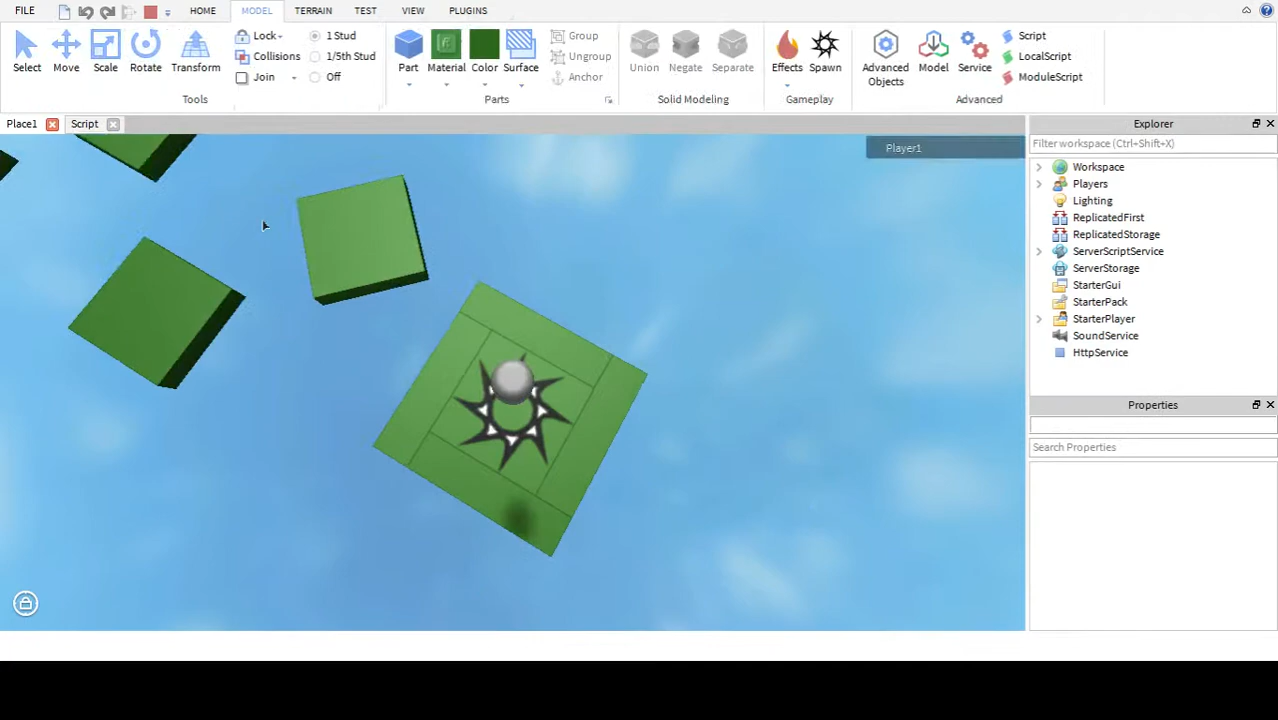 FILE HOME MODEL TERRAIN TEST VIEW PLUGINS
Select Move Scale Rotate Transform
Lock 1 Stud
Collisions 1/5th Stud
Join Off
Tools
Part Material Color Surface
Group
Ungroup
Anchor
Parts
Union Negate Separate
Solid Modeling
Effects Spawn
Gameplay
Advanced
Objects
Model Service
Script
LocalScript
ModuleScript
Advanced
Place1 Script
Player1
Explorer
Filter workspace (Ctrl+Shift+X)
Workspace
Players
Lighting
ReplicatedFirst
ReplicatedStorage
ServerScriptService
ServerStorage
StarterGui
StarterPack
StarterPlayer
SoundService
HttpService
Properties
Search Properties